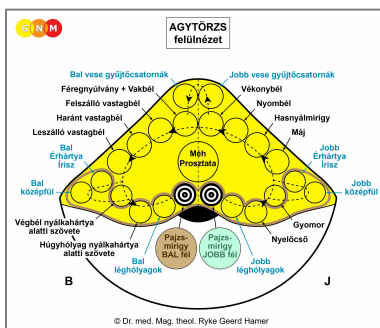 G N M
AGYTÖRZS
felülnézet
Bal vese gyűjtőcsatornák
Jobb vese gyűjtőcsatornák
Féregnyúlvány + Vakbél
Vékonybél
Felszálló vastagbél
Nyombél
Haránt vastagbél
Hasnyálmirigy
Leszálló vastagbél
Máj
Bal
Érhártya
Írisz
Jobb
Érhártya
Írisz
Méh
Prosztata
Bal
középfül
Jobb
középfül
Végbél nyálkahártya
alatti szövete
Gyomor
Húgyhólyag nyálkahártya
alatti szövete
Nyelőcső
Bal
léghólyagok
Pajzs-
mirigy
BAL fél
Pajzs-
mirigy
JOBB fél
Jobb
léghólyagok
B
J
© Dr. med. Mag. theol. Ryke Geerd Hamer